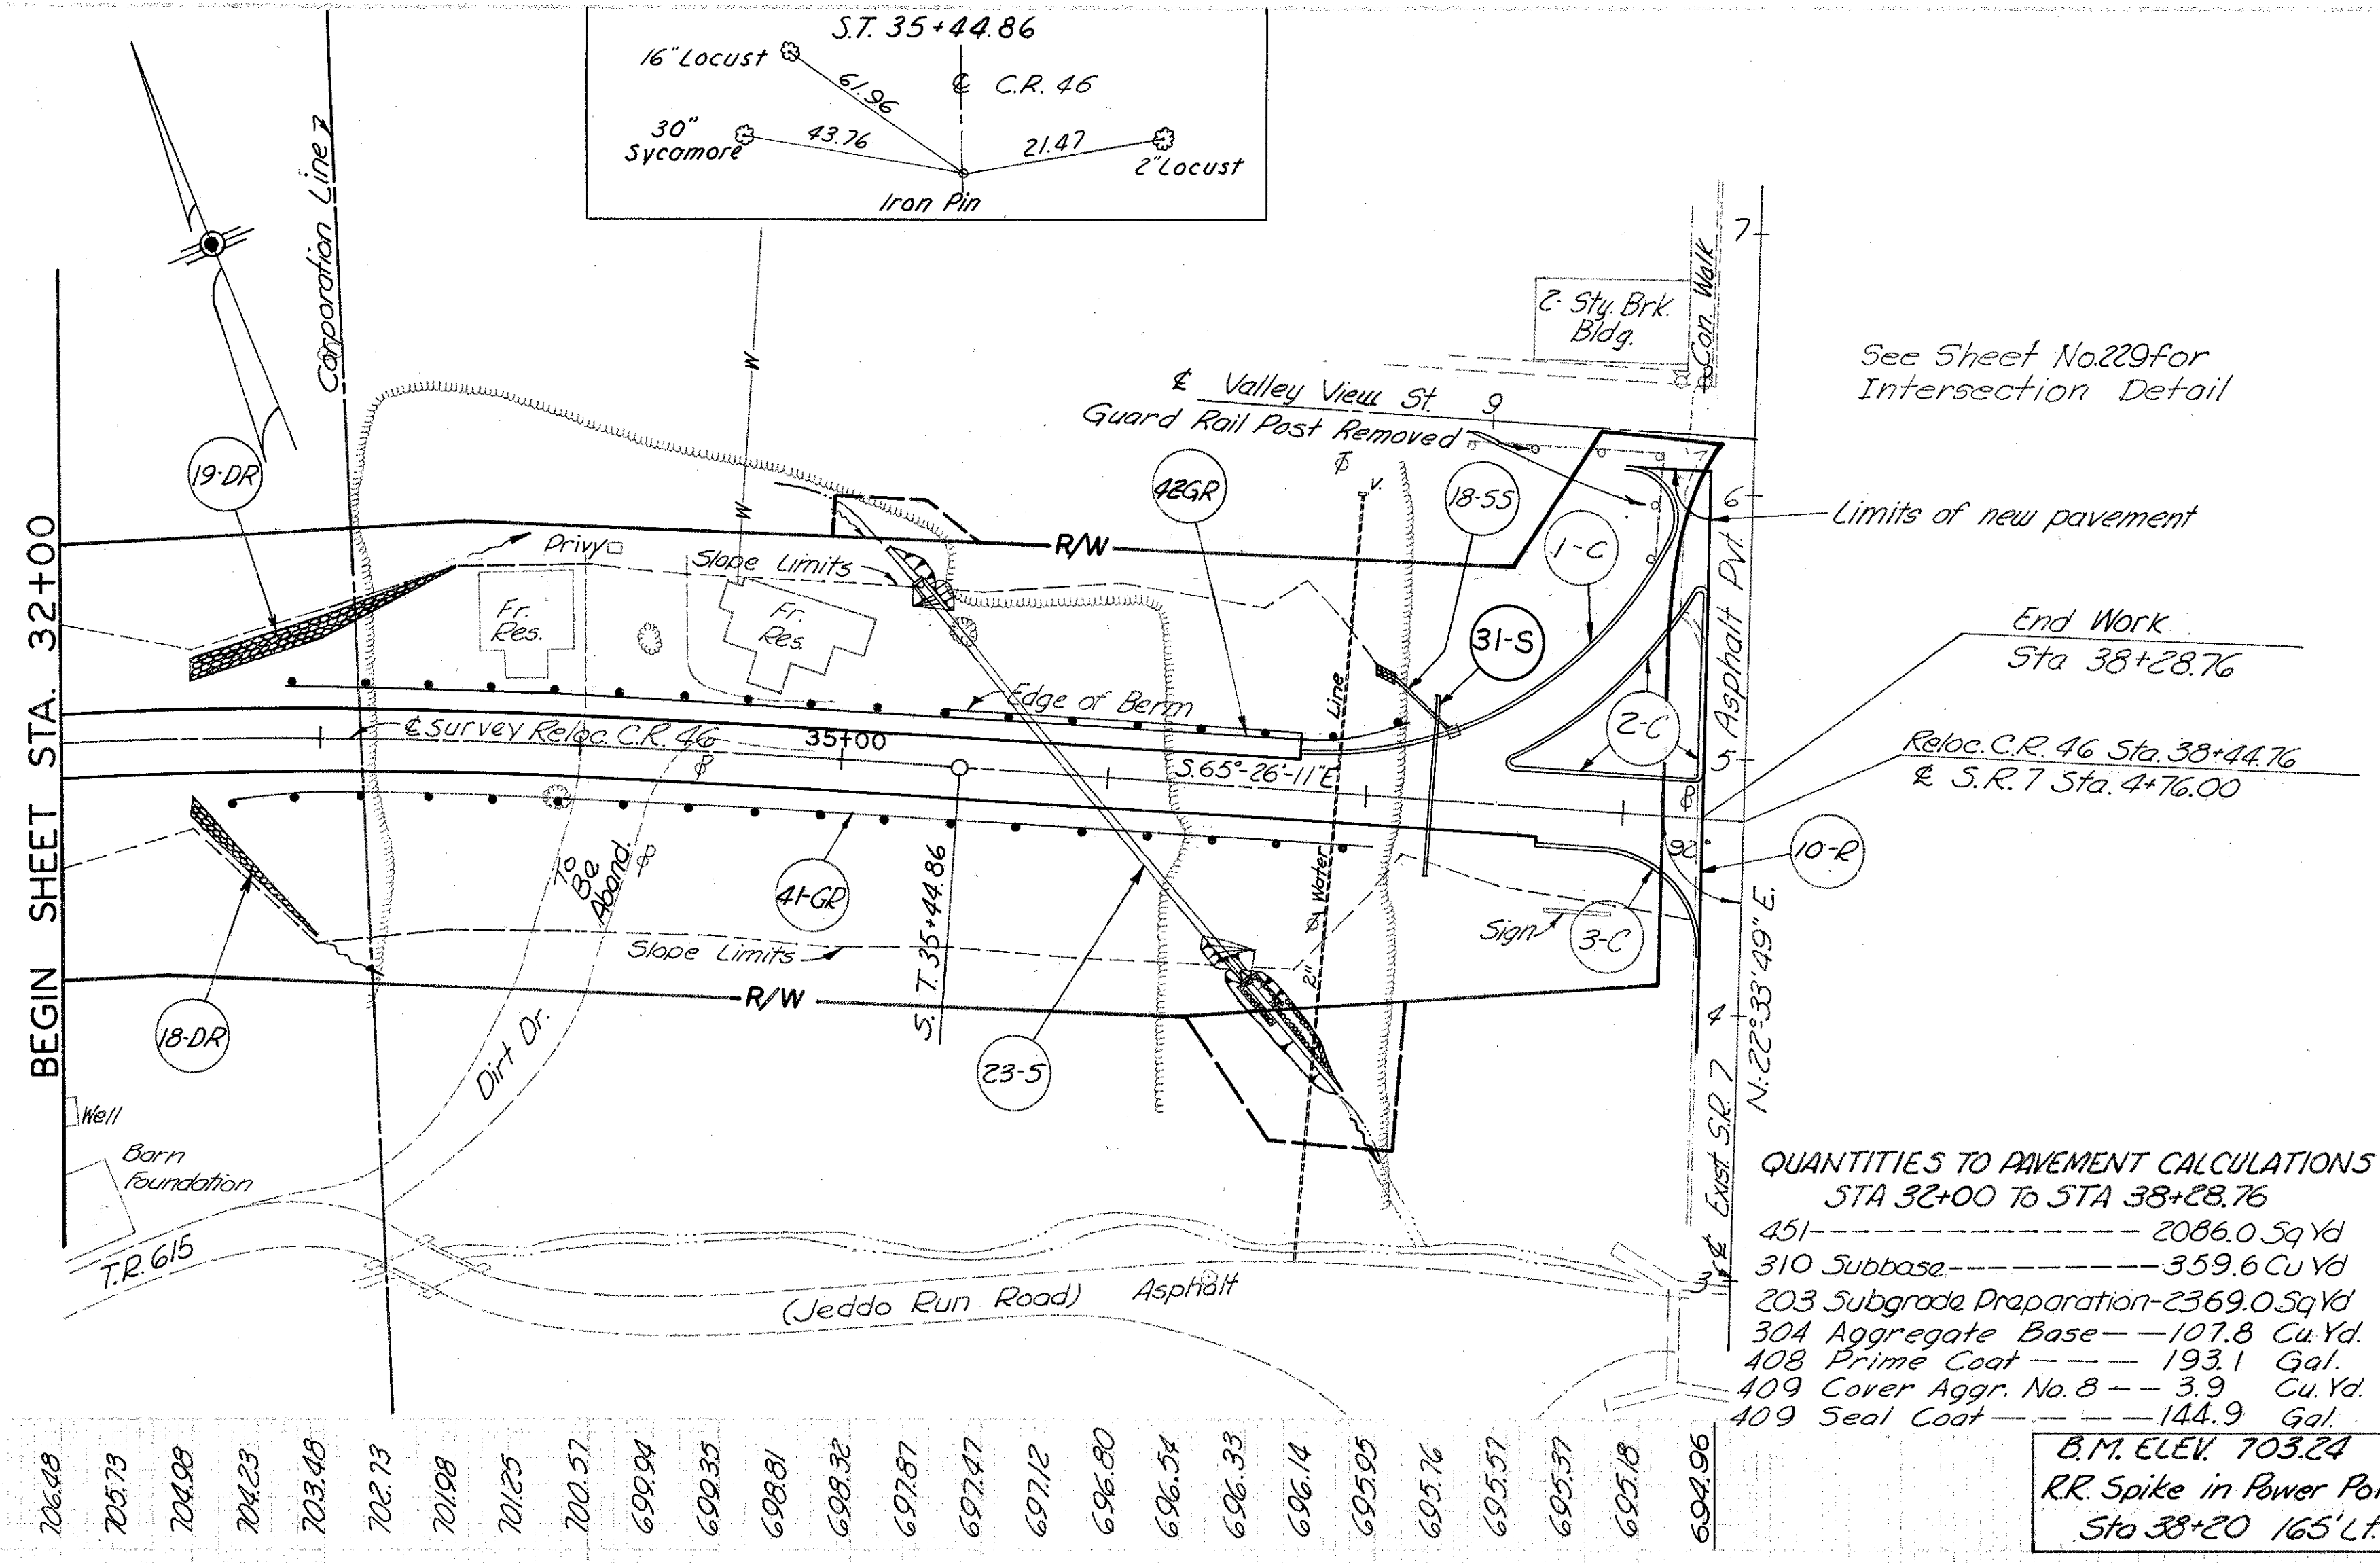 S.T. 35+44.86
16" Locust
61.96
℄ C.R. 46
30"
Sycamore
43.76
21.47
2" Locust
Iron Pin
Corporation Line
7
Con. Walk
2-Sty. Brk.
Bldg.
See Sheet No. 229 for
Intersection Detail
℄ Valley View St.
9
Guard Rail Post Removed
W
W
19-DR
42GR
V.
18-SS
6
Limits of new pavement
BEGIN SHEET STA. 32+00
Privy
R/W
1-C
Slope Limits
Fr.
Res.
Fr.
Res.
31-S
Asphalt Pvt.
End Work
Sta 38+28.76
Edge of Berm
Line
2-C
℄ Survey Reloc. C.R. 46
35+00
S.65°-26'-11"E
5
Reloc. C.R. 46 Sta. 38+44.76
℄ S.R. 7 Sta. 4+76.00
92°
10-R
To
Be
Aband.
41-GR
S.T. 35+44.86
Water
2"
Sign
3-C
Slope Limits
N.22°33'49" E.
R/W
4
18-DR
Dirt Dr.
23-S
Well
Barn
Foundation
T.R. 615
(Jeddo Run Road) Asphalt
℄ Exist. S.R. 7
3
QUANTITIES TO PAVEMENT CALCULATIONS
STA 32+00 To STA 38+28.76
451---------------- 2086.0 Sq Yd
310 Subbase----------359.6 Cu Yd
203 Subgrade Preparation-2369.0 Sq Yd
304 Aggregate Base——107.8 Cu. Yd.
408 Prime Coat——— 193.1 Gal.
409 Cover Aggr. No. 8—— 3.9 Cu. Yd.
409 Seal Coat————144.9 Gal.
B.M. ELEV. 703.24
R.R. Spike in Power Po
Sta 38+20 165' Lt.
706.48
705.73
704.98
704.23
703.48
702.73
701.98
701.25
700.57
699.94
699.35
698.81
698.32
697.87
697.47
697.12
696.80
696.54
696.33
696.14
695.95
695.76
695.57
695.37
695.18
694.96